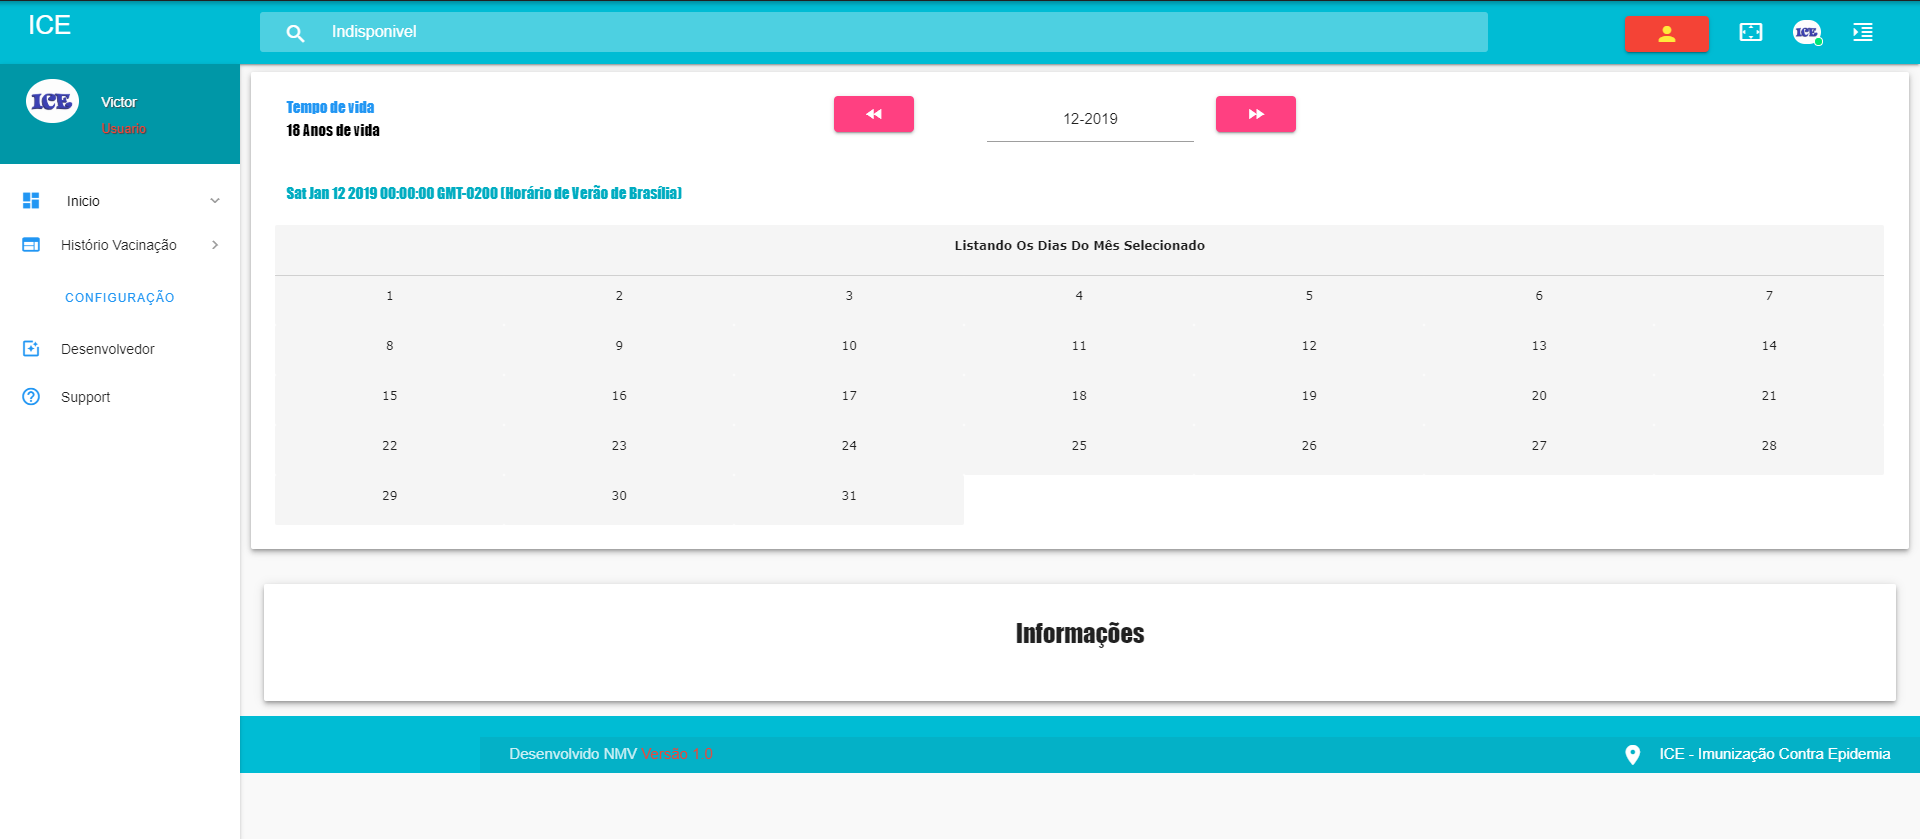 ICE
Indisponivel
ICE
ICE
Victor
Usuario
Inicio
Histório Vacinação
CONFIGURAÇÃO
Desenvolvedor
Support
Tempo de vida
18 Anos de vida
12-2019
Sat Jan 12 2019 00:00:00 GMT-0200 (Horário de Verão de Brasília)
Listando Os Dias Do Mês Selecionado
1 2 3 4 5 6 7
8 9 10 11 12 13 14
15 16 17 18 19 20 21
22 23 24 25 26 27 28
29 30 31
Informações
Desenvolvido NMV Versão 1.0
ICE - Imunização Contra Epidemia